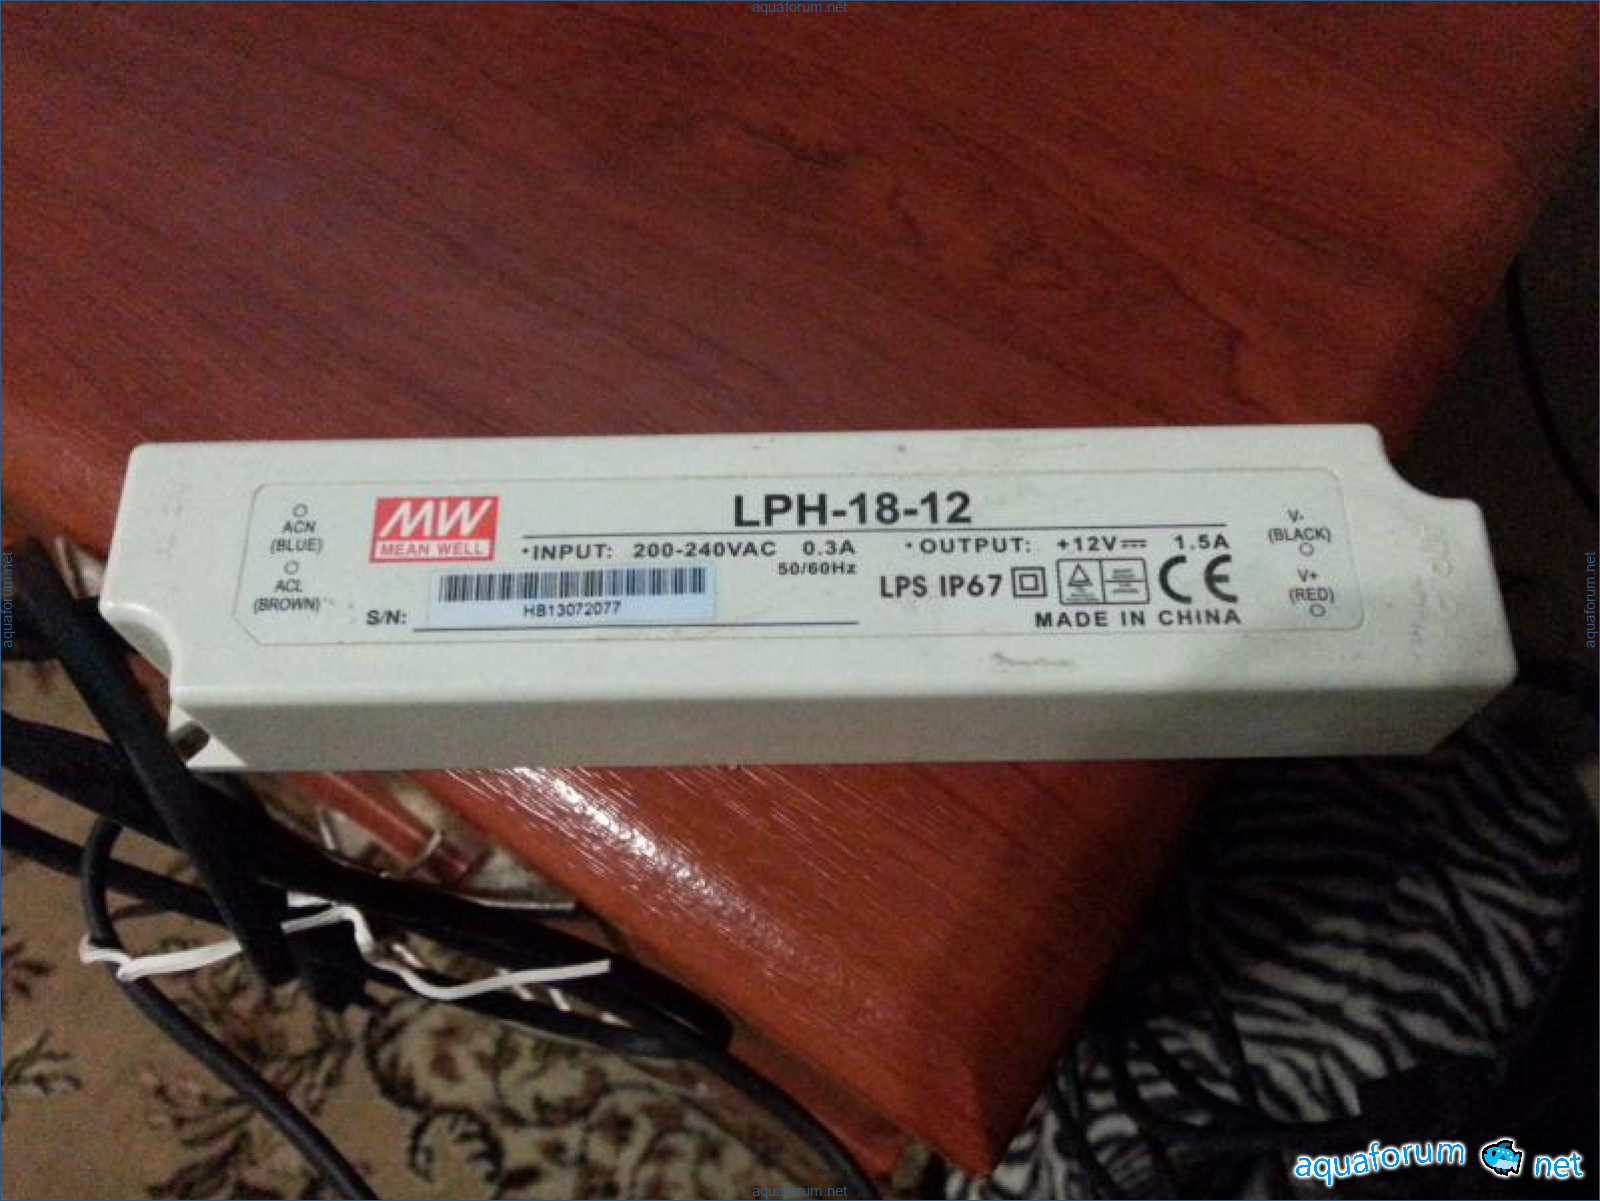 aquaforum.net
ACN
(BLUE)
ACL
(BROWN)
MW
MEAN WELL
LPH-18-12
•INPUT: 200-240VAC 0.3A
50/60Hz
•OUTPUT: +12V⎓ 1.5A
LPS IP67
CE
MADE IN CHINA
S/N:
HB13072077
V-
(BLACK)
V+
(RED)
aquaforum.net
aquaforum.net
aquaforum net
aquaforum.net